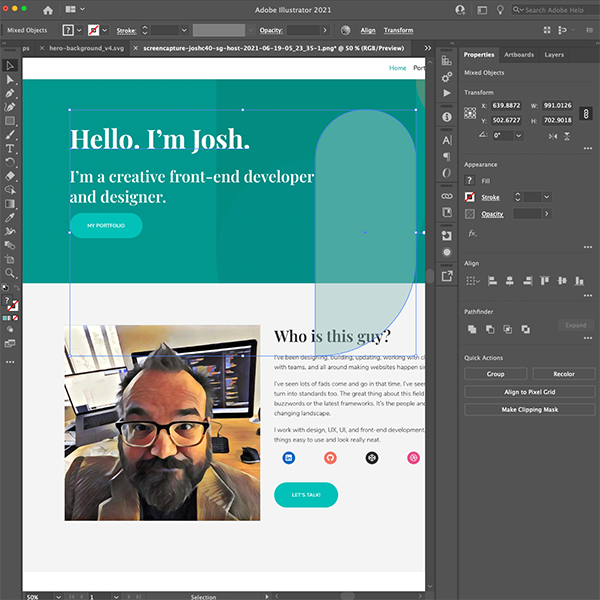 Adobe Illustrator 2021
Search Adobe Help
Mixed Objects
Stroke:
Opacity:
Align
Transform
ps
× hero-background_v4.svg
× screencapture-joshc40-sg-host-2021-06-19-05_23_35-1.png* @ 50 % (RGB/Preview)
Home
Port
Hello. I’m Josh.
I’m a creative front-end developer
and designer.
MY PORTFOLIO
Who is this guy?
I've been designing, building, updating, working with cl
with teams, and all around making websites happen sin
I've seen lots of fads come and go in that time. I've see
turn into standards too. The great thing about this field
buzzwords or the latest frameworks. It's the people and
changing landscape.
I work with design, UX, UI, and front-end development.
things easy to use and look really neat.
LET'S TALK!
50%
1
Selection
Properties
Artboards
Layers
Mixed Objects
Transform
X: 639.8872
W: 991.0126
Y: 502.6727
H: 702.9018
0°
Appearance
Fill
Stroke
Opacity
fx
Align
Pathfinder
Expand
Quick Actions
Group
Recolor
Align to Pixel Grid
Make Clipping Mask